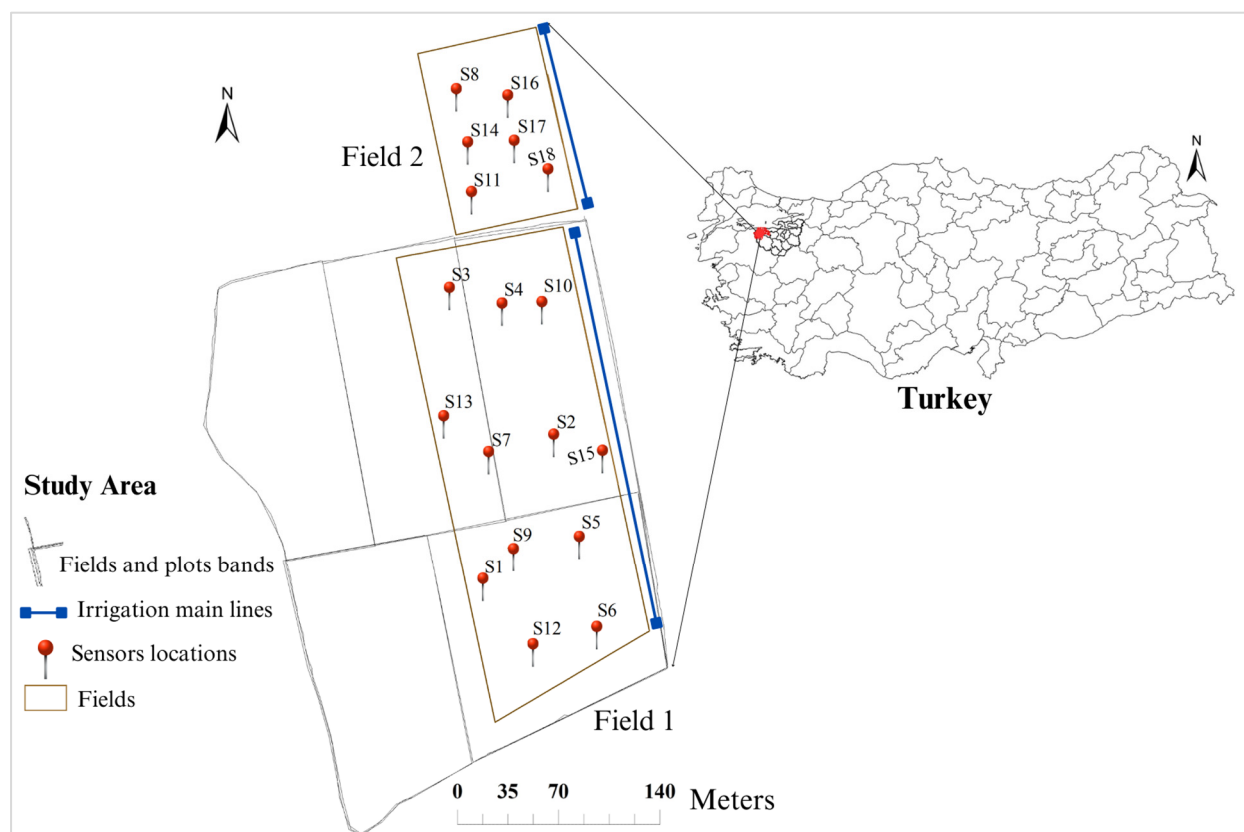 N
S8
S16
S14
S17
S18
Field 2
S11
N
S3
S4
S10
Turkey
S13
S2
S7
S15
Study Area
S5
S9
Fields and plots bands
S1
Irrigation main lines
S6
S12
Sensors locations
Fields
Field 1
0 35 70 140 Meters